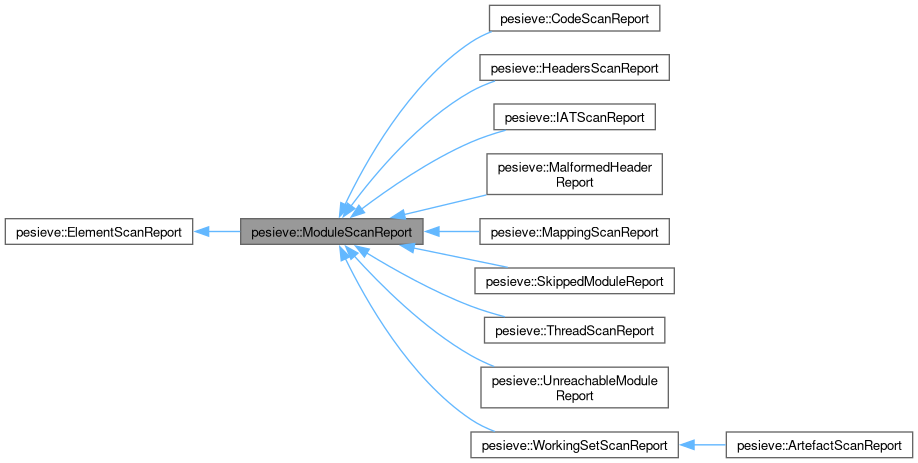 pesieve::CodeScanReport
pesieve::HeadersScanReport
pesieve::IATScanReport
pesieve::MalformedHeader
Report
pesieve::ElementScanReport
pesieve::ModuleScanReport
pesieve::MappingScanReport
pesieve::SkippedModuleReport
pesieve::ThreadScanReport
pesieve::UnreachableModule
Report
pesieve::WorkingSetScanReport
pesieve::ArtefactScanReport